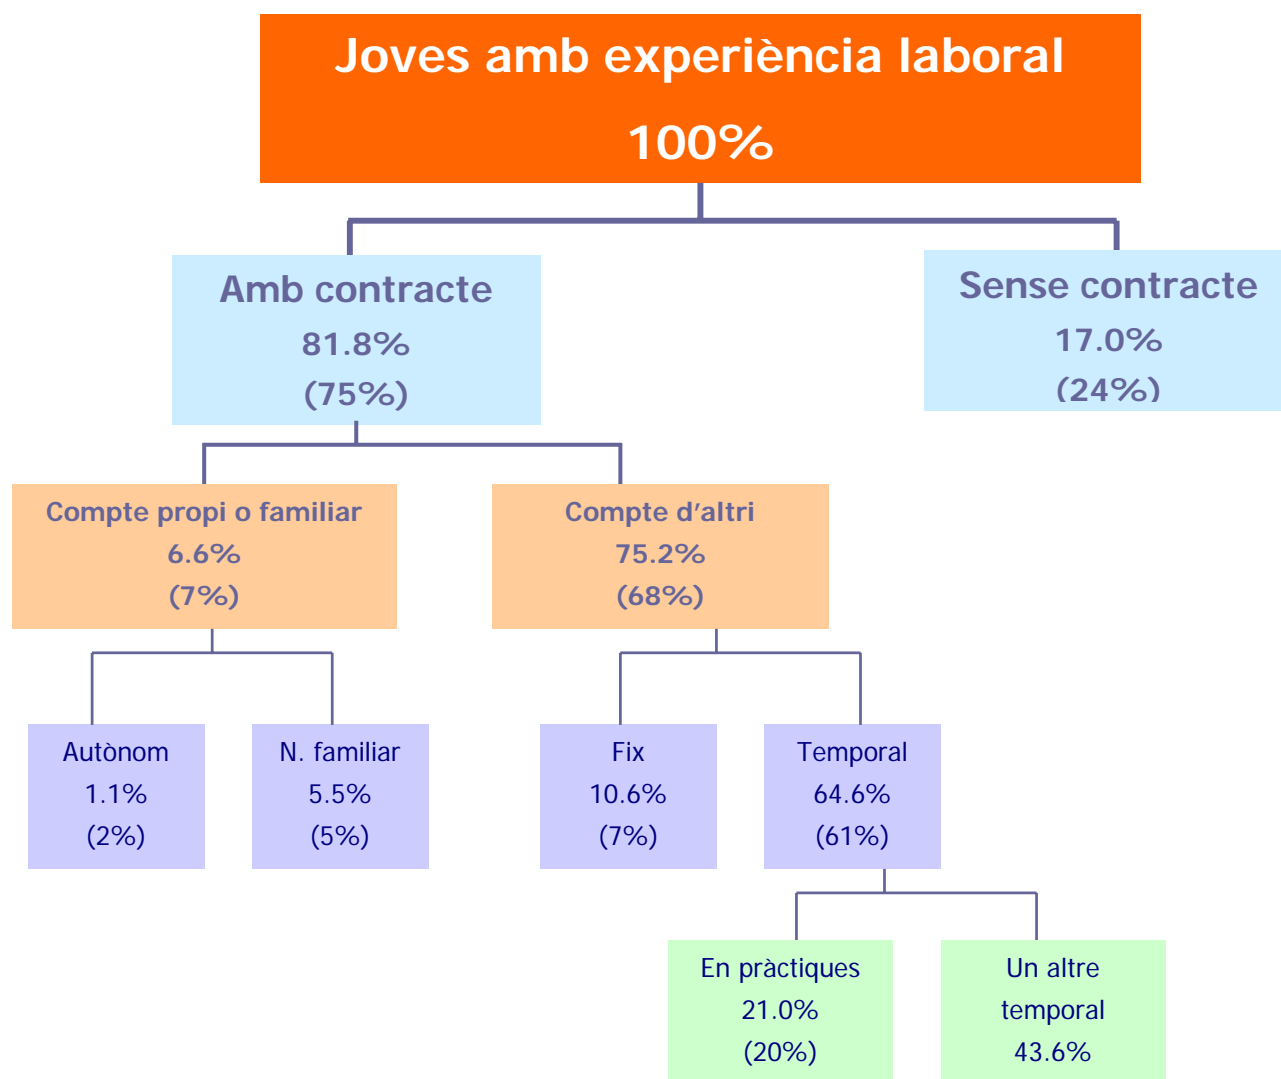 Joves amb experiència laboral
100%
Amb contracte
81.8%
(75%)
Sense contracte
17.0%
(24%)
Compte propi o familiar
6.6%
(7%)
Compte d’altri
75.2%
(68%)
Autònom
1.1%
(2%)
N. familiar
5.5%
(5%)
Fix
10.6%
(7%)
Temporal
64.6%
(61%)
En pràctiques
21.0%
(20%)
Un altre
temporal
43.6%